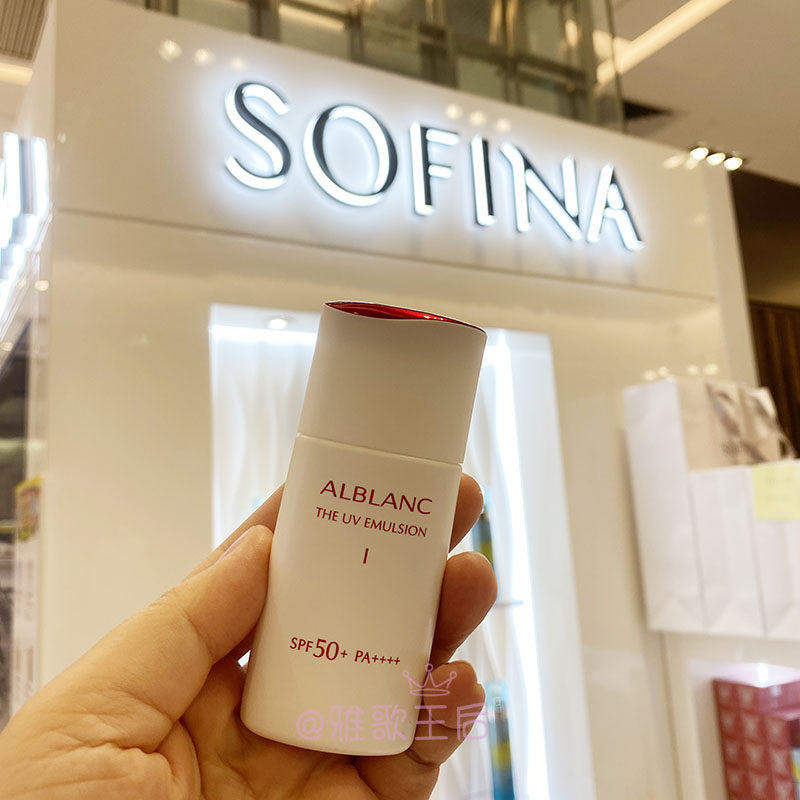 SOFINA
ALBLANC
THE UV EMULSION
I
SPF50+ PA++++
@雅歌王后